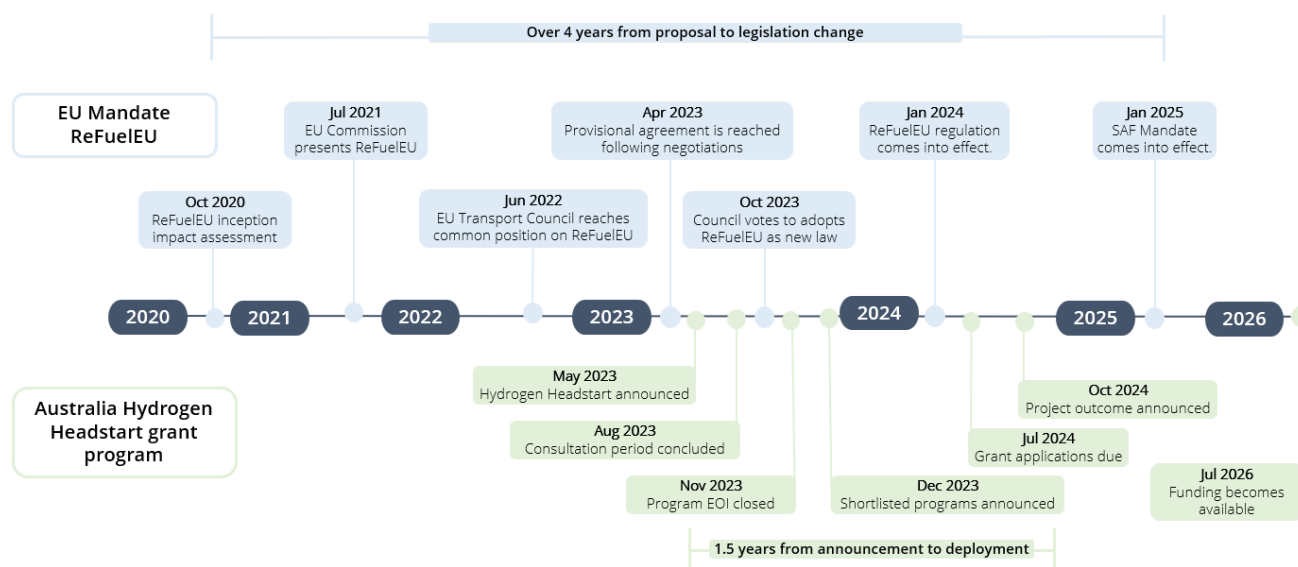 Over 4 years from proposal to legislation change
EU Mandate
ReFuelEU
Jul 2021
EU Commission
presents ReFuelEU
Apr 2023
Provisional agreement is reached
following negotiations
Jan 2024
ReFuelEU regulation
comes into effect.
Jan 2025
SAF Mandate
comes into effect.
Oct 2020
ReFuelEU inception
impact assessment
Jun 2022
EU Transport Council reaches
common position on ReFuelEU
Oct 2023
Council votes to adopts
ReFuelEU as new law
2020
2021
2022
2023
2024
2025
2026
Australia Hydrogen
Headstart grant
program
May 2023
Hydrogen Headstart announced
Aug 2023
Consultation period concluded
Nov 2023
Program EOI closed
Dec 2023
Shortlisted programs announced
Oct 2024
Project outcome announced
Jul 2024
Grant applications due
Jul 2026
Funding becomes
available
1.5 years from announcement to deployment